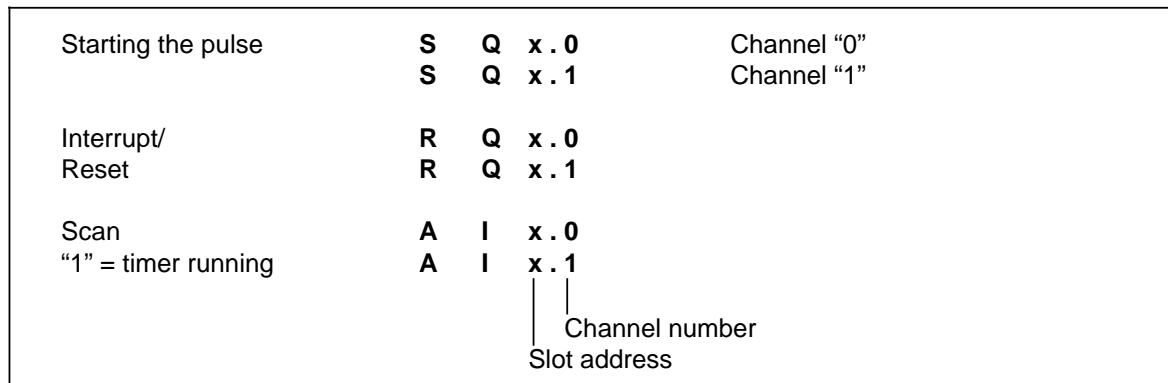 Starting the pulse S Q x . 0 Channel “0”
S Q x . 1 Channel “1”
Interrupt/ R Q x . 0
Reset R Q x . 1
Scan A I x . 0
“1” = timer running A I x . 1
Channel number
Slot address